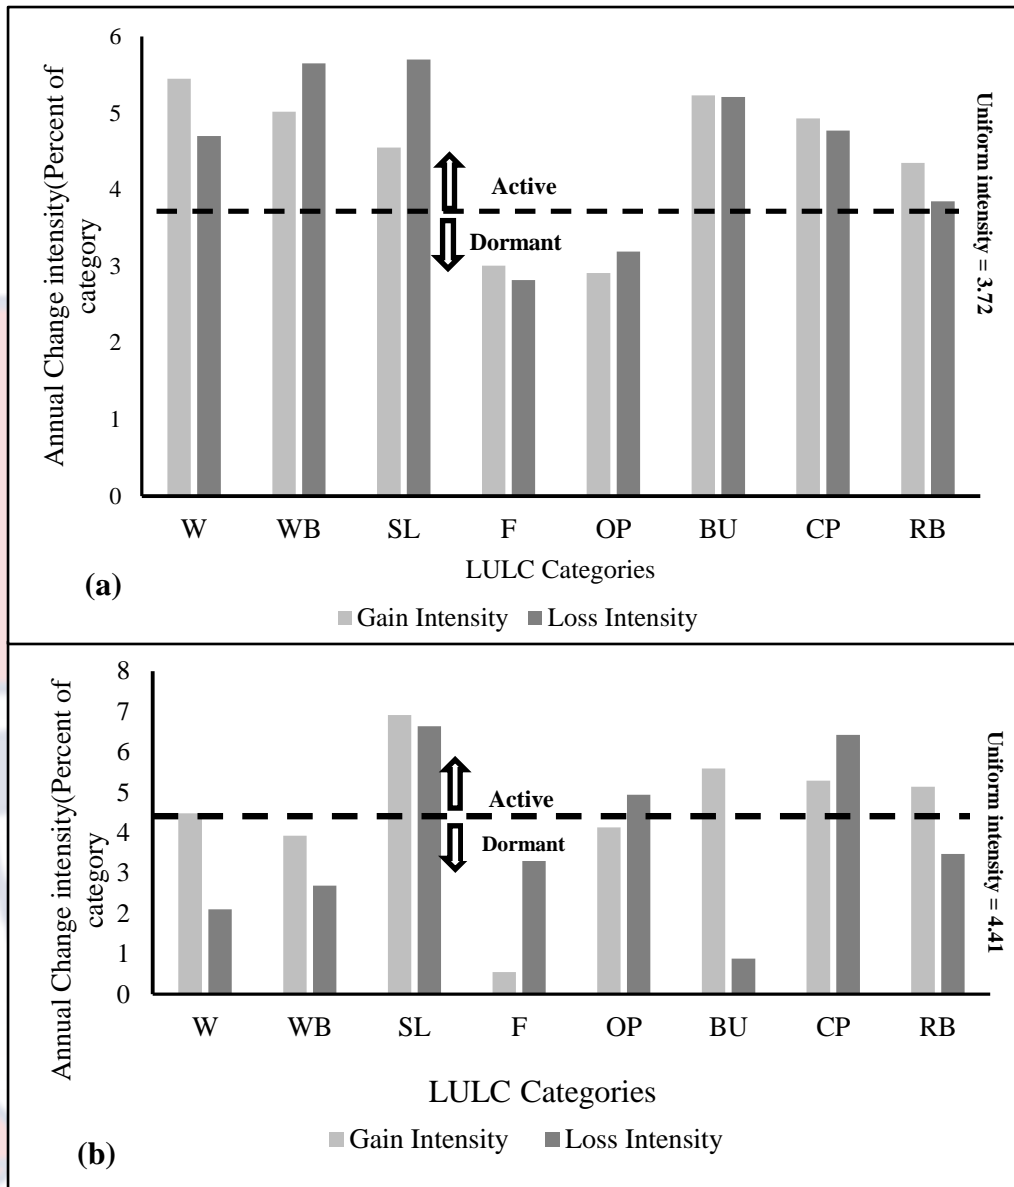 Annual Change intensity(Percent of
category
6
5
4
3
2
1
0
Active
Dormant
Uniform intensity = 3.72
W WB SL F OP BU CP RB
LULC Categories
(a)
Gain Intensity Loss Intensity
Annual Change intensity(Percent of
category
8
7
6
5
4
3
2
1
0
Active
Dormant
Uniform intensity = 4.41
W WB SL F OP BU CP RB
LULC Categories
Gain Intensity Loss Intensity
(b)